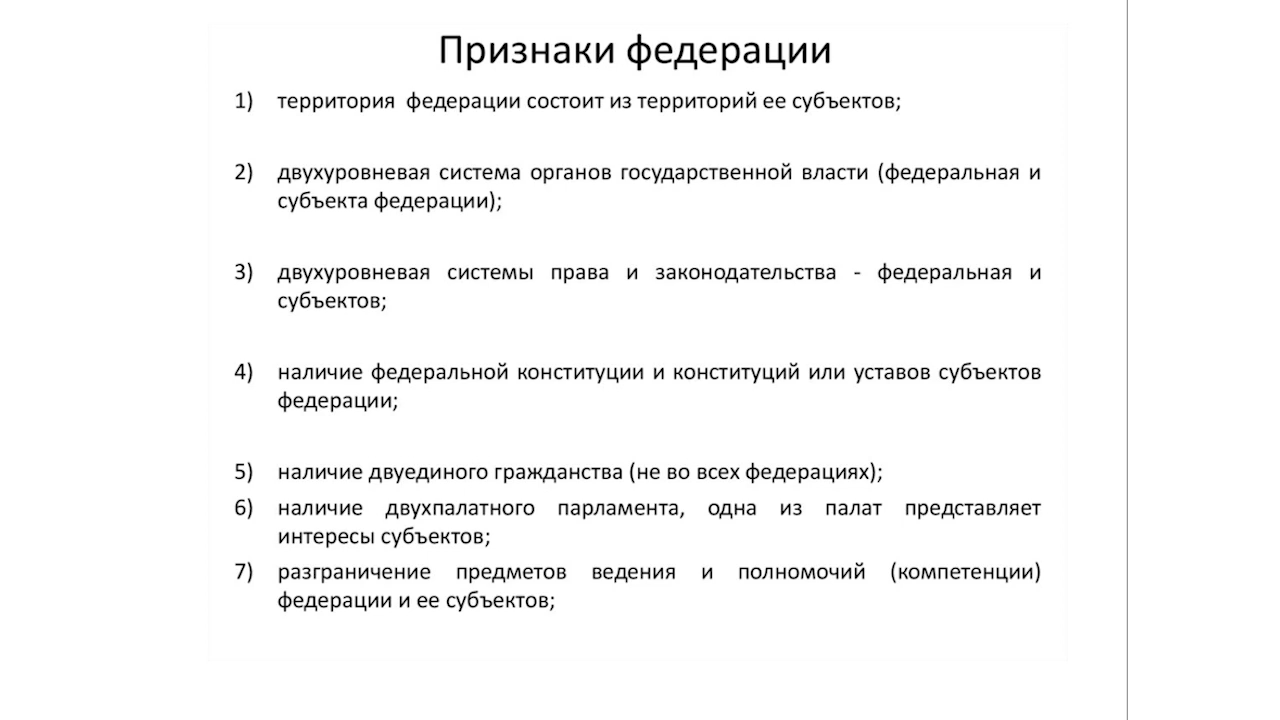 Признаки федерации
1) территория федерации состоит из территорий ее субъектов;
2) двухуровневая система органов государственной власти (федеральная и
субъекта федерации);
3) двухуровневая системы права и законодательства - федеральная и
субъектов;
4) наличие федеральной конституции и конституций или уставов субъектов
федерации;
5) наличие двуединого гражданства (не во всех федерациях);
6) наличие двухпалатного парламента, одна из палат представляет
интересы субъектов;
7) разграничение предметов ведения и полномочий (компетенции)
федерации и ее субъектов;